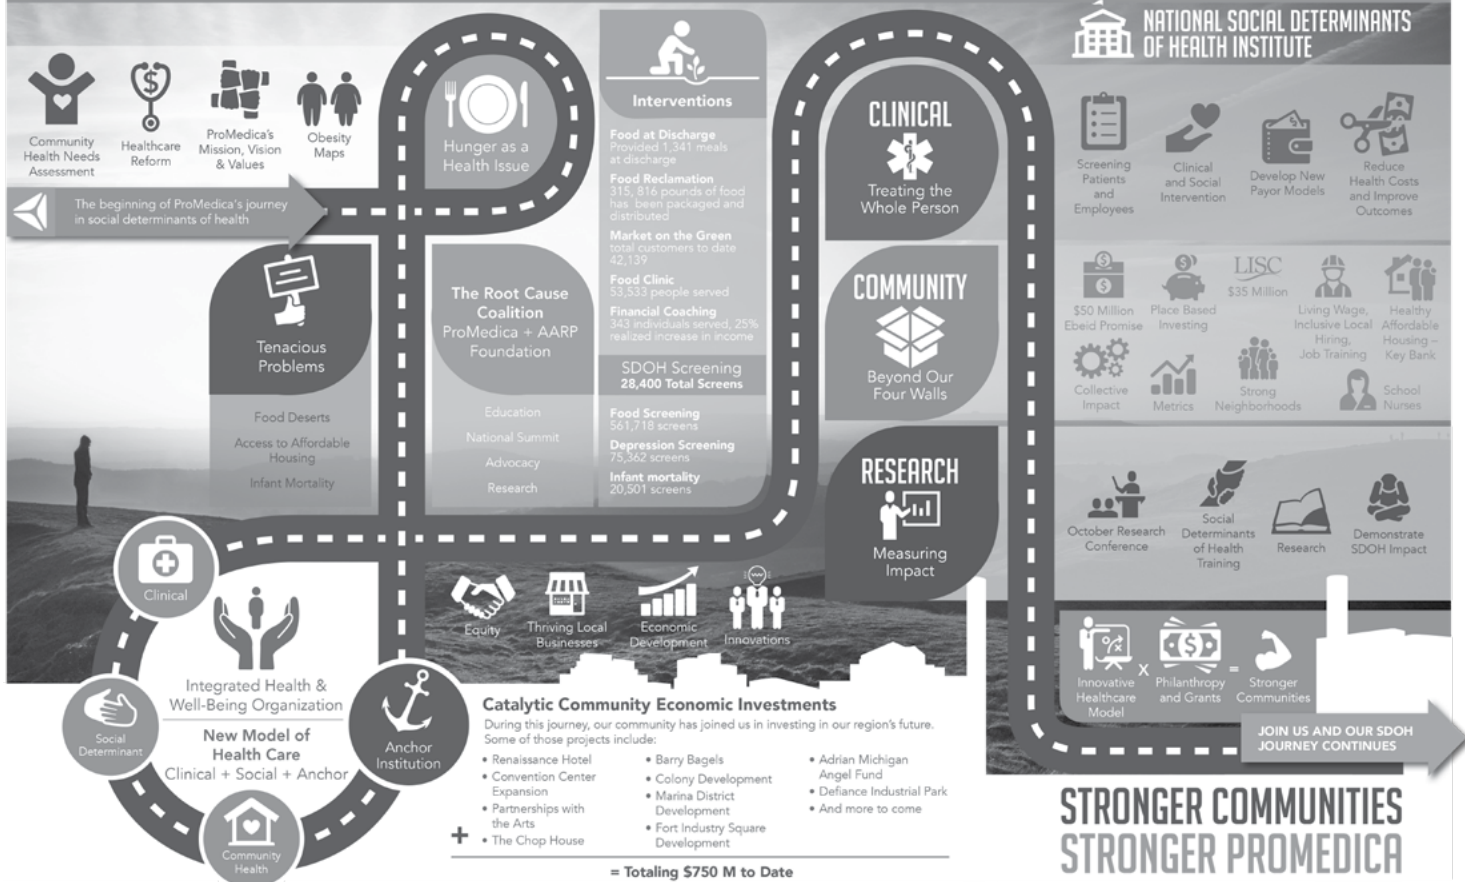 Community
Health Needs
Assessment
Healthcare
Reform
ProMedica's
Mission, Vision
& Values
Obesity
Maps
The beginning of ProMedica's journey
in social determinants of health
Hunger as a
Health Issue
Tenacious
Problems
Food Deserts
Access to Affordable
Housing
Infant Mortality
The Root Cause
Coalition
ProMedica + AARP
Foundation
Education
National Summit
Advocacy
Research
Interventions
Food at Discharge
Provided 1,341 meals
at discharge
Food Reclamation
315, 816 pounds of food
has been packaged and
distributed
Market on the Green
total customers to date
42,139
Food Clinic
53,533 people served
Financial Coaching
343 individuals served, 25%
realized increase in income
SDOH Screening
28,400 Total Screens
Food Screening
561,718 screens
Depression Screening
75,362 screens
Infant mortality
20,501 screens
CLINICAL
Treating the
Whole Person
COMMUNITY
Beyond Our
Four Walls
RESEARCH
Measuring
Impact
NATIONAL SOCIAL DETERMINANTS
OF HEALTH INSTITUTE
Screening
Patients
and
Employees
Clinical
and Social
Intervention
Develop New
Payor Models
Reduce
Health Costs
and Improve
Outcomes
$50 Million
Ebeid Promise
Place Based
Investing
LISC
$35 Million
Living Wage,
Inclusive Local
Hiring,
Job Training
Healthy
Affordable
Housing –
Key Bank
Collective
Impact
Metrics
Strong
Neighborhoods
School
Nurses
October Research
Conference
Social
Determinants
of Health
Training
Research
Demonstrate
SDOH Impact
Innovative
Healthcare
Model
X
Philanthropy
and Grants
=
Stronger
Communities
JOIN US AND OUR SDOH
JOURNEY CONTINUES
STRONGER COMMUNITIES
STRONGER PROMEDICA
Clinical
Social
Determinant
Community
Health
Anchor
Institution
Integrated Health &
Well-Being Organization
New Model of
Health Care
Clinical + Social + Anchor
Equity
Thriving Local
Businesses
Economic
Development
Innovations
Catalytic Community Economic Investments
During this journey, our community has joined us in investing in our region's future.
Some of those projects include:
• Renaissance Hotel
• Convention Center
Expansion
• Partnerships with
the Arts
• The Chop House
• Barry Bagels
• Colony Development
• Marina District
Development
• Fort Industry Square
Development
• Adrian Michigan
Angel Fund
• Defiance Industrial Park
• And more to come
+
= Totaling $750 M to Date